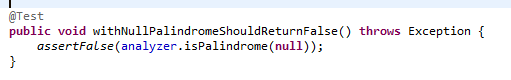 @Test
public void withNullPalindromeShouldReturnFalse() throws Exception {
    assertFalse(analyzer.isPalindrome(null));
}